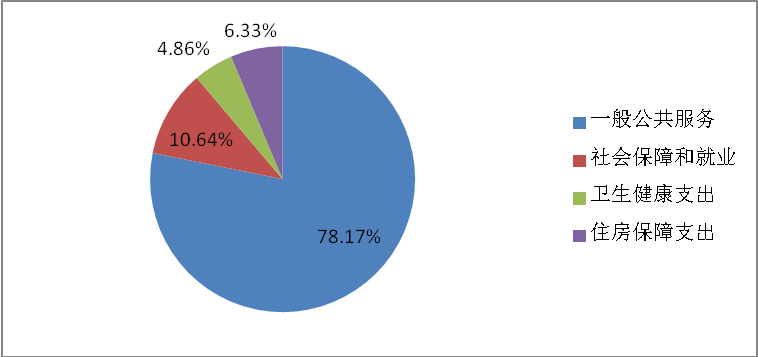 6.33%
4.86%
10.64%
78.17%
一般公共服务
社会保障和就业
卫生健康支出
住房保障支出